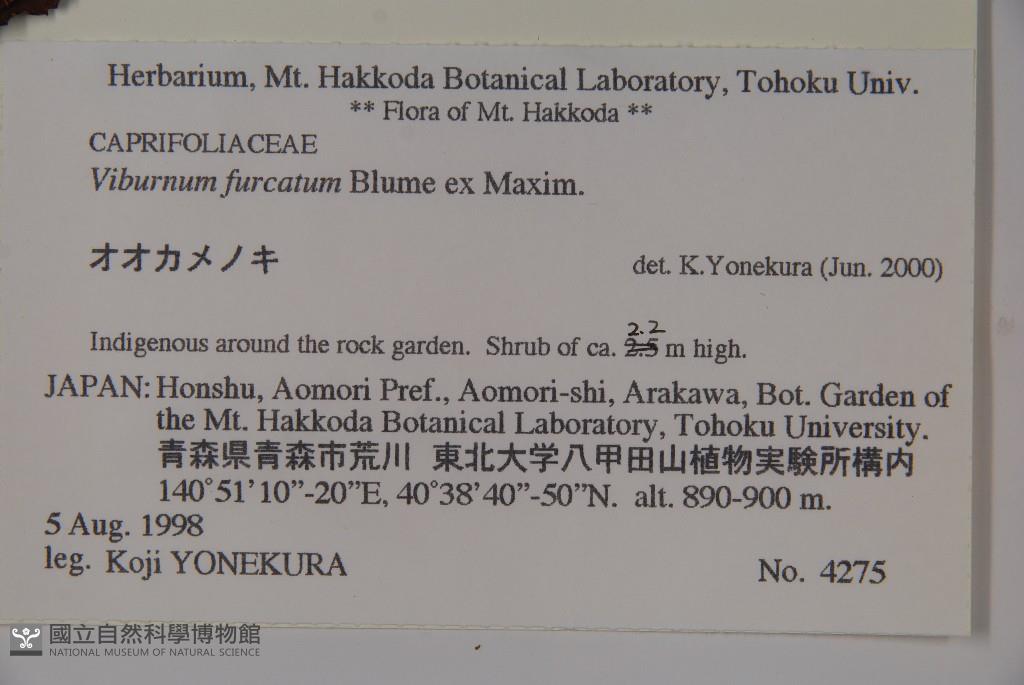 Herbarium, Mt. Hakkoda Botanical Laboratory, Tohoku Univ.
** Flora of Mt. Hakkoda **
CAPRIFOLIACEAE
Viburnum furcatum Blume ex Maxim.
オオカメノキ
det. K.Yonekura (Jun. 2000)
2.2
Indigenous around the rock garden. Shrub of ca. 2.5 m high.
JAPAN: Honshu, Aomori Pref., Aomori-shi, Arakawa, Bot. Garden of
the Mt. Hakkoda Botanical Laboratory, Tohoku University.
青森県青森市荒川 東北大学八甲田山植物実験所構内
140˚51’10”-20”E, 40˚38’40”-50”N. alt. 890-900 m.
5 Aug. 1998
leg. Koji YONEKURA
No. 4275
國立自然科學博物館
NATIONAL MUSEUM OF NATURAL SCIENCE